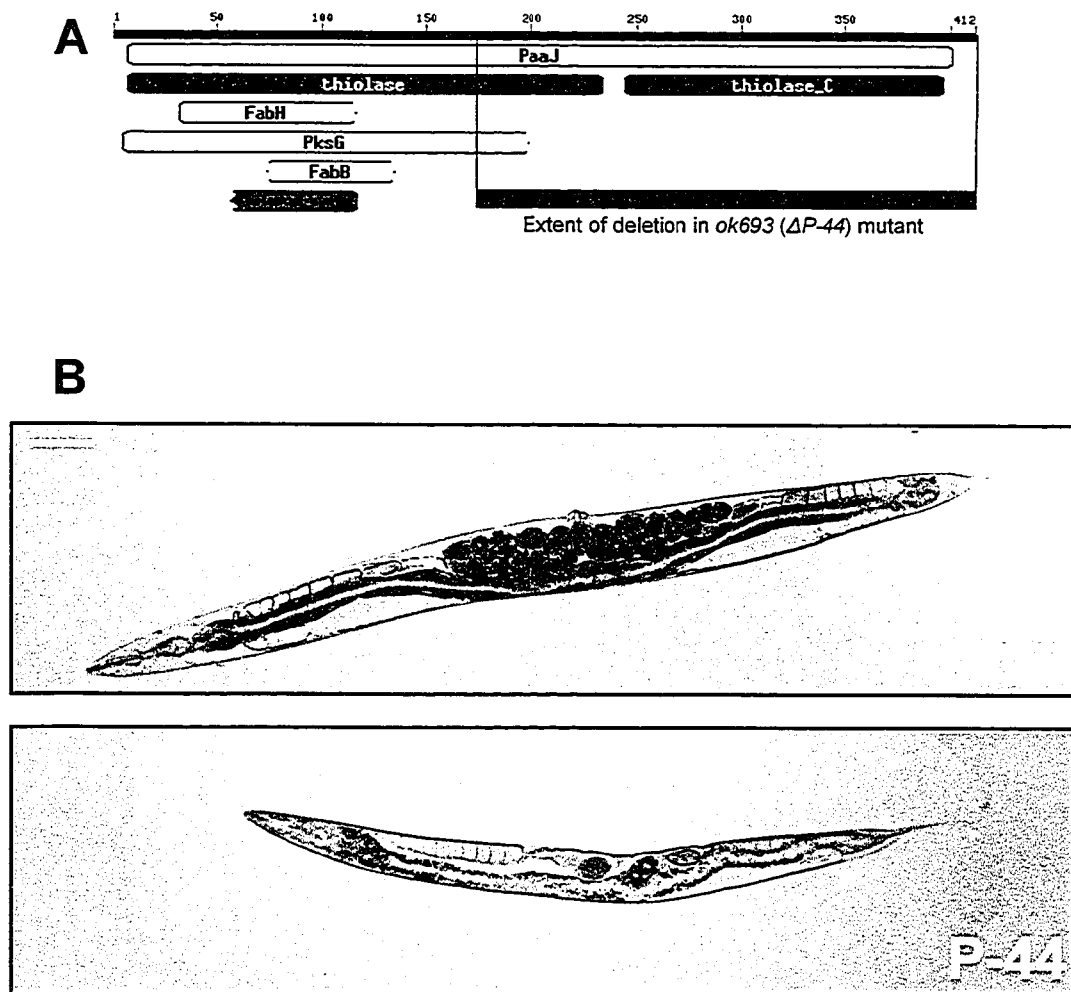 A
1 50 100 150 200 250 300 350 412
PaaJ
thiolase thiolase_C
FabH
PksG
FabB
Extent of deletion in ok693 (ΔP-44) mutant
B
P-44